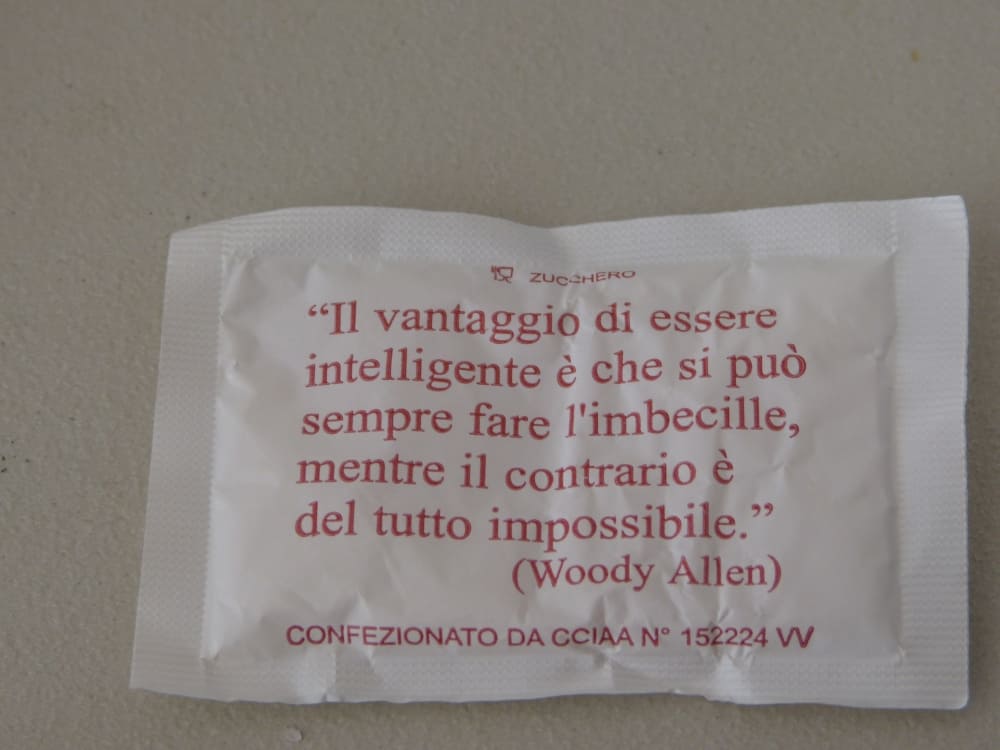 ZUCCHERO
“Il vantaggio di essere
intelligente è che si può
sempre fare l'imbecille,
mentre il contrario è
del tutto impossibile.”
(Woody Allen)
CONFEZIONATO DA CCIAA N° 152224 VV